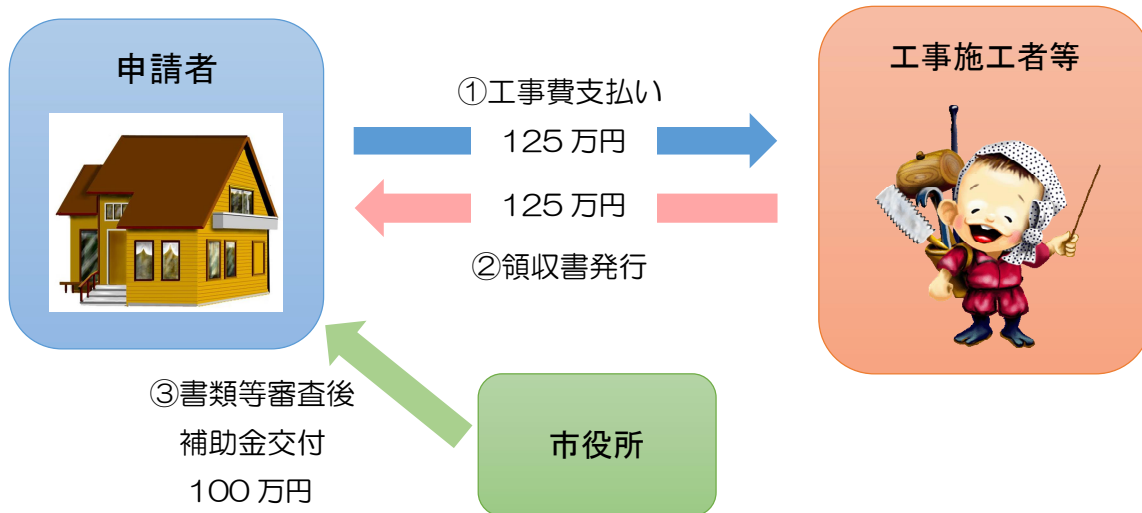 申請者
工事施工者等
①工事費支払い
125万円
125万円
②領収書発行
③書類等審査後
補助金交付
100万円
市役所